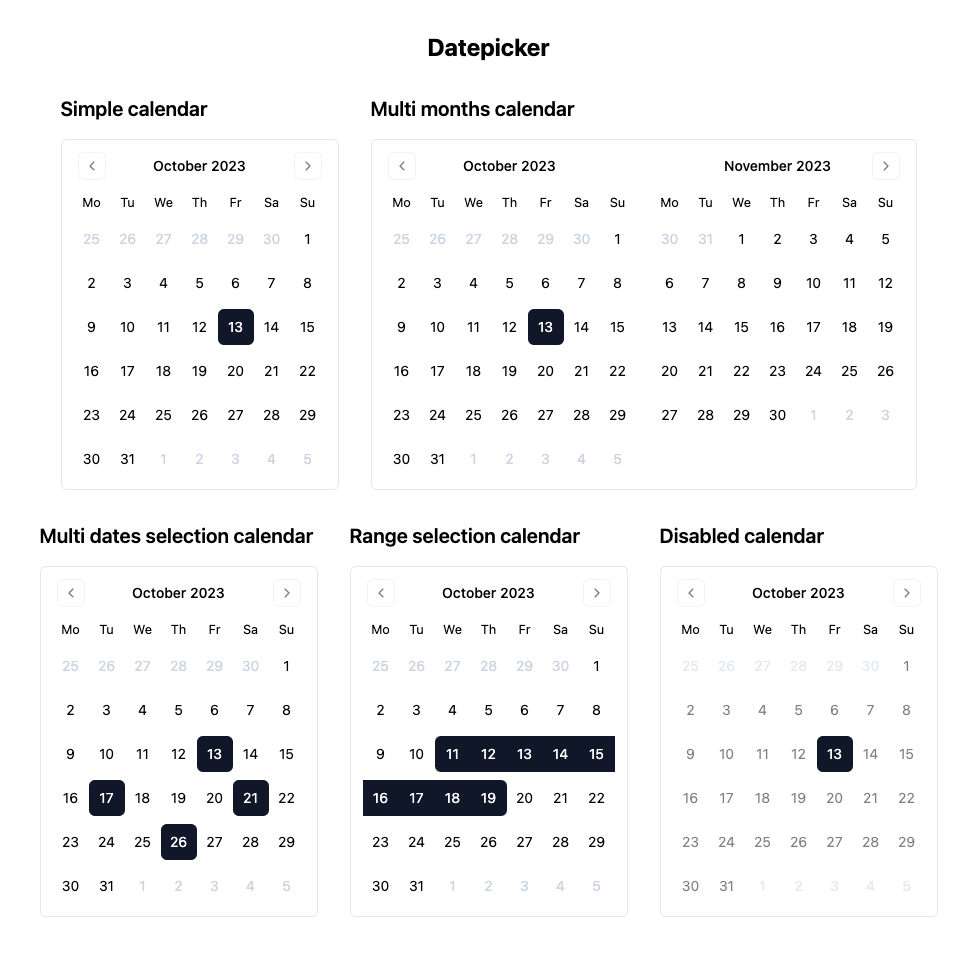 Datepicker
Simple calendar
October 2023
Mo Tu We Th Fr Sa Su
25 26 27 28 29 30 1
2 3 4 5 6 7 8
9 10 11 12 13 14 15
16 17 18 19 20 21 22
23 24 25 26 27 28 29
30 31 1 2 3 4 5
Multi months calendar
October 2023
Mo Tu We Th Fr Sa Su
25 26 27 28 29 30 1
2 3 4 5 6 7 8
9 10 11 12 13 14 15
16 17 18 19 20 21 22
23 24 25 26 27 28 29
30 31 1 2 3 4 5
November 2023
Mo Tu We Th Fr Sa Su
30 31 1 2 3 4 5
6 7 8 9 10 11 12
13 14 15 16 17 18 19
20 21 22 23 24 25 26
27 28 29 30 1 2 3
Multi dates selection calendar
October 2023
Mo Tu We Th Fr Sa Su
25 26 27 28 29 30 1
2 3 4 5 6 7 8
9 10 11 12 13 14 15
16 17 18 19 20 21 22
23 24 25 26 27 28 29
30 31 1 2 3 4 5
Range selection calendar
October 2023
Mo Tu We Th Fr Sa Su
25 26 27 28 29 30 1
2 3 4 5 6 7 8
9 10 11 12 13 14 15
16 17 18 19 20 21 22
23 24 25 26 27 28 29
30 31 1 2 3 4 5
Disabled calendar
October 2023
Mo Tu We Th Fr Sa Su
25 26 27 28 29 30 1
2 3 4 5 6 7 8
9 10 11 12 13 14 15
16 17 18 19 20 21 22
23 24 25 26 27 28 29
30 31 1 2 3 4 5